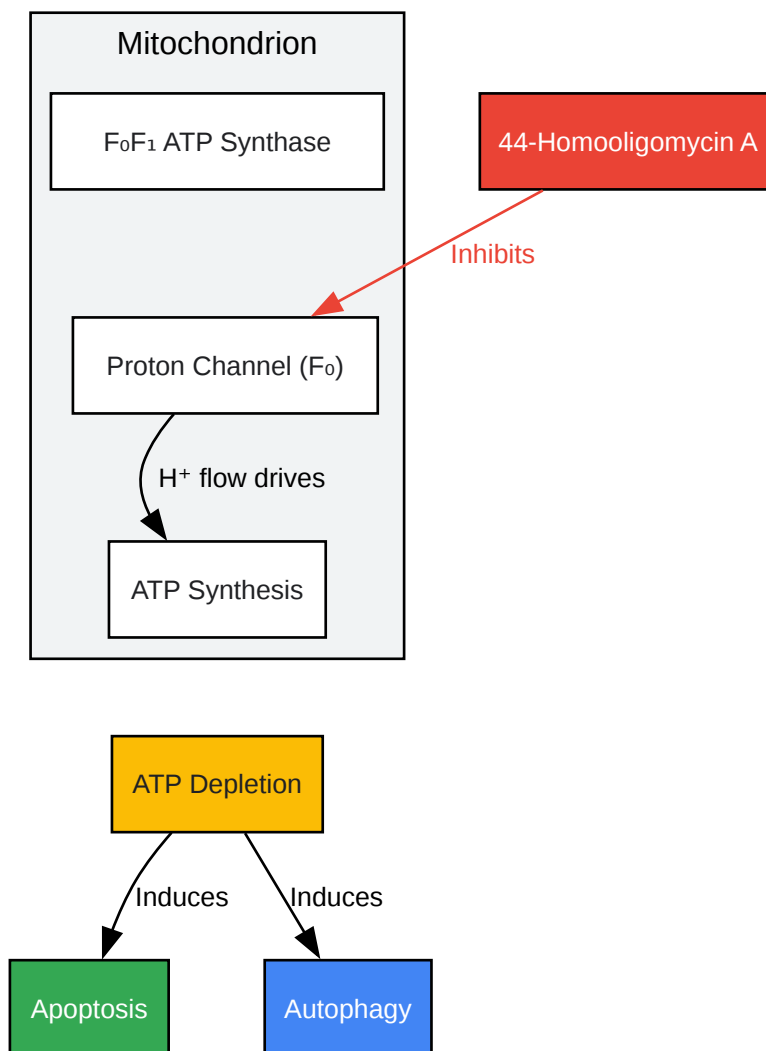 Mitochondrion
F₀F₁ ATP Synthase
44-Homooligomycin A
Inhibits
Proton Channel (F₀)
H⁺ flow drives
ATP Synthesis
ATP Depletion
Induces
Induces
Apoptosis
Autophagy